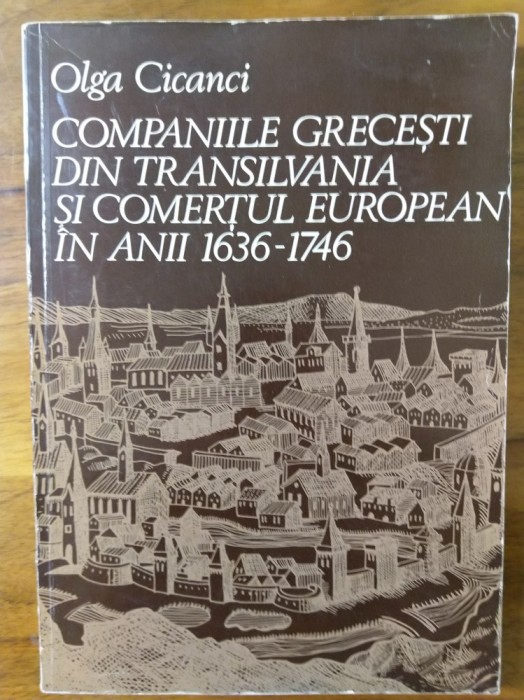 Olga Cicanci
COMPANIILE GRECEȘTI
DIN TRANSILVANIA
ȘI COMERȚUL EUROPEAN
ÎN ANII 1636-1746